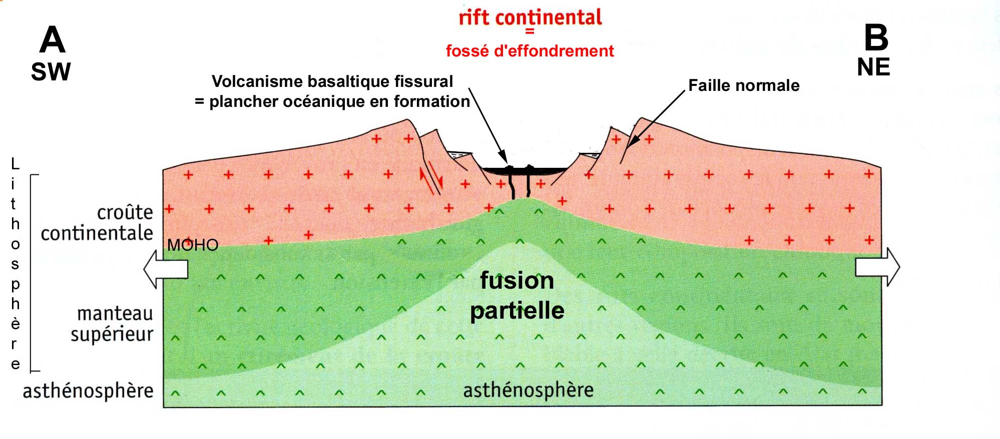 rift continental
=
fossé d'effondrement
A
SW
B
NE
Volcanisme basaltique fissural
= plancher océanique en formation
Faille normale
Lithosphère
croûte
continentale
MOHO
fusion
partielle
manteau
supérieur
asthénosphère
asthénosphère